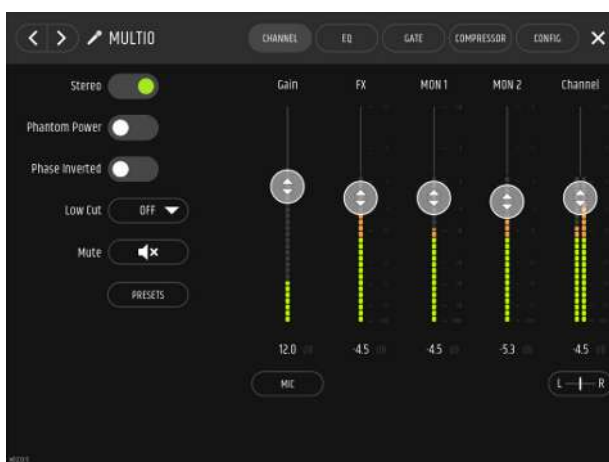 < > MULTIO CHANNEL EQ GATE COMPRESSOR CONFIG X
Stereo
Phantom Power
Phase Inverted
Low Cut OFF
Mute
PRESETS
Gain FX MON 1 MON 2 Channel
12.0 -4.5 -4.5 -5.3 -4.5
MIC
L R